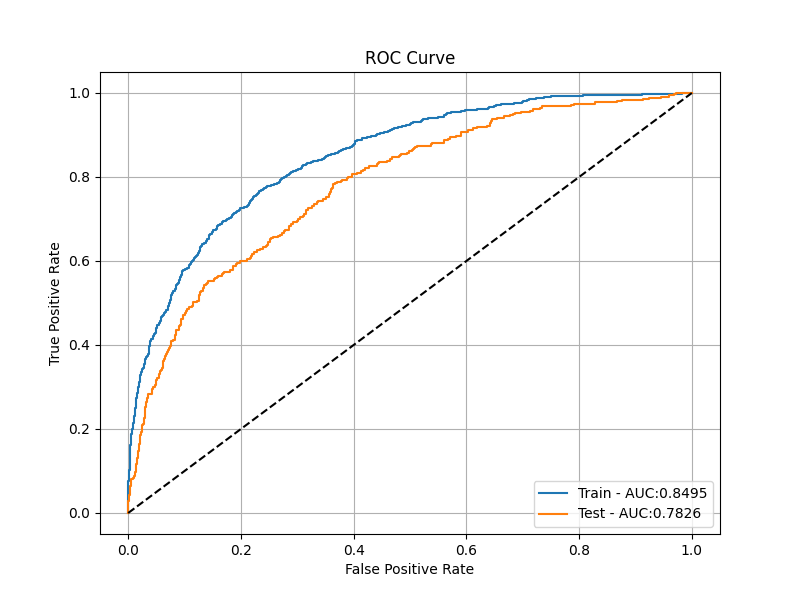 ROC Curve
True Positive Rate
1.0
0.8
0.6
0.4
0.2
0.0
0.0 0.2 0.4 0.6 0.8 1.0
False Positive Rate
Train - AUC:0.8495
Test - AUC:0.7826